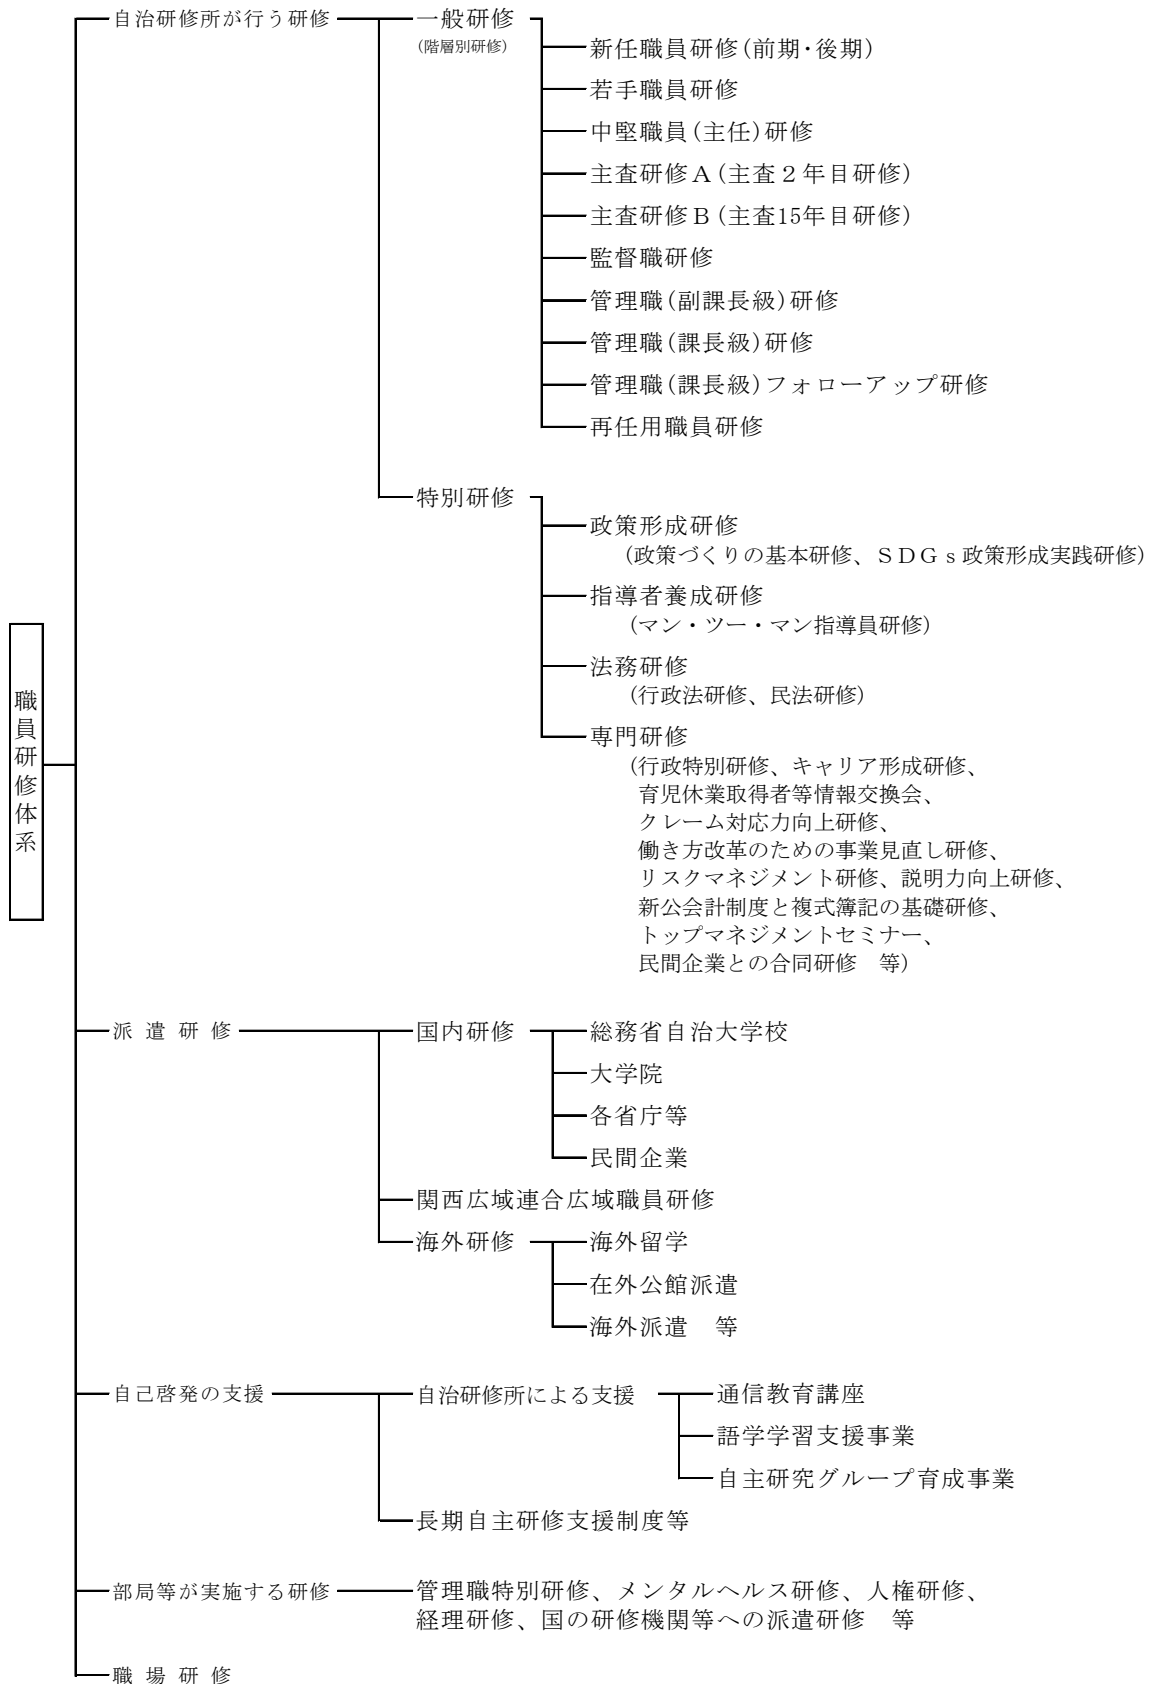 職員研修体系
自治研修所が行う研修
一般研修
(階層別研修)
新任職員研修(前期・後期)
若手職員研修
中堅職員(主任)研修
主査研修A(主査２年目研修)
主査研修B(主査15年目研修)
監督職研修
管理職(副課長級)研修
管理職(課長級)研修
管理職(課長級)フォローアップ研修
再任用職員研修
特別研修
政策形成研修
(政策づくりの基本研修、ＳＤＧｓ政策形成実践研修)
指導者養成研修
(マン・ツー・マン指導員研修)
法務研修
(行政法研修、民法研修)
専門研修
(行政特別研修、キャリア形成研修、
育児休業取得者等情報交換会、
クレーム対応力向上研修、
働き方改革のための事業見直し研修、
リスクマネジメント研修、説明力向上研修、
新公会計制度と複式簿記の基礎研修、
トップマネジメントセミナー、
民間企業との合同研修　等)
派遣研修
国内研修
総務省自治大学校
大学院
各省庁等
民間企業
関西広域連合広域職員研修
海外研修
海外留学
在外公館派遣
海外派遣　等
自己啓発の支援
自治研修所による支援
通信教育講座
語学学習支援事業
自主研究グループ育成事業
長期自主研修支援制度等
部局等が実施する研修
管理職特別研修、メンタルヘルス研修、人権研修、
経理研修、国の研修機関等への派遣研修　等
職場研修